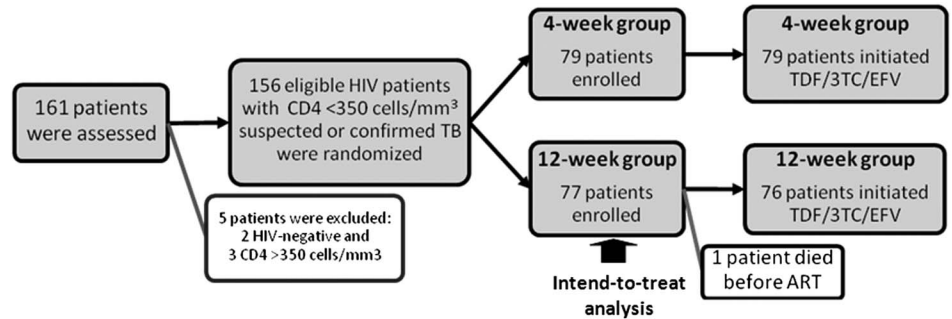 161 patients
were assessed
5 patients were excluded:
2 HIV-negative and
3 CD4 >350 cells/mm3
156 eligible HIV patients
with CD4 <350 cells/mm³
suspected or confirmed TB
were randomized
4-week group
79 patients
enrolled
4-week group
79 patients initiated
TDF/3TC/EFV
12-week group
77 patients
enrolled
12-week group
76 patients initiated
TDF/3TC/EFV
1 patient died
before ART
Intend-to-treat
analysis